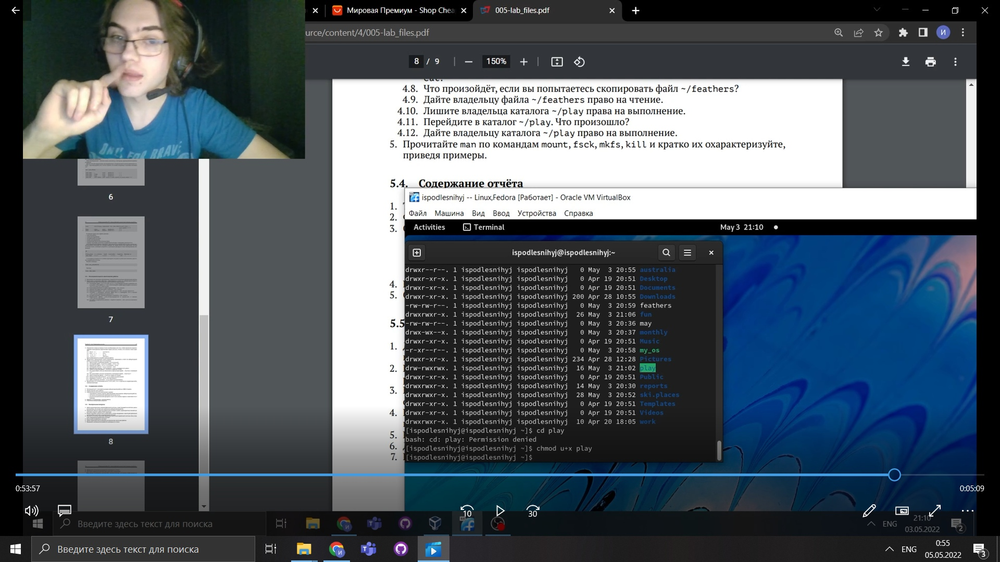 Мировая Премиум - Shop Chea
005-lab_files.pdf
urce/content/4/005-lab_files.pdf
И
8 / 9
150%
4.8. Что произойдёт, если вы попытаетесь скопировать файл ~/feathers?
4.9. Дайте владельцу файла ~/feathers право на чтение.
4.10. Лишите владельца каталога ~/play права на выполнение.
4.11. Перейдите в каталог ~/play. Что произошло?
4.12. Дайте владельцу каталога ~/play право на выполнение.
5. Прочитайте man по командам mount, fsck, mkfs, kill и кратко их охарактеризуйте,
приведя примеры.
5.4. Содержание отчёта
1.
2.
3.
4.
5.
5.5
1.
2.
3.
4.
5.
6.
7.
6
7
8
ONLY FOR BRAVE
ispodlesnihyj -- Linux,Fedora [Работает] - Oracle VM VirtualBox
Файл Машина Вид Ввод Устройства Справка
Activities Terminal May 3 21:10
ispodlesnihyj@ispodlesnihyj:~
drwxr--r--. 1 ispodlesnihyj ispodlesnihyj 0 May 3 20:55 australia
drwxr-xr-x. 1 ispodlesnihyj ispodlesnihyj 0 Apr 19 20:51 Desktop
drwxr-xr-x. 1 ispodlesnihyj ispodlesnihyj 0 Apr 19 20:51 Documents
drwxr-xr-x. 1 ispodlesnihyj ispodlesnihyj 200 Apr 28 10:55 Downloads
-rw-rw-r--. 1 ispodlesnihyj ispodlesnihyj 0 May 3 20:59 feathers
drwxrwxr-x. 1 ispodlesnihyj ispodlesnihyj 26 May 3 21:06 fun
-rw-rw-r--. 1 ispodlesnihyj ispodlesnihyj 0 May 3 20:36 may
drwx-wx--x. 1 ispodlesnihyj ispodlesnihyj 0 May 3 20:37 monthly
drwxr-xr-x. 1 ispodlesnihyj ispodlesnihyj 0 Apr 19 20:51 Music
-r-xr--r--. 1 ispodlesnihyj ispodlesnihyj 0 May 3 20:58 my_os
drwxr-xr-x. 1 ispodlesnihyj ispodlesnihyj 234 Apr 28 12:28 Pictures
drw-rwxrwx. 1 ispodlesnihyj ispodlesnihyj 16 May 3 21:02 play
drwxr-xr-x. 1 ispodlesnihyj ispodlesnihyj 0 Apr 19 20:51 Public
drwxrwxr-x. 1 ispodlesnihyj ispodlesnihyj 14 May 3 20:30 reports
drwxrwxr-x. 1 ispodlesnihyj ispodlesnihyj 28 May 3 20:52 ski.places
drwxr-xr-x. 1 ispodlesnihyj ispodlesnihyj 0 Apr 19 20:51 Templates
drwxr-xr-x. 1 ispodlesnihyj ispodlesnihyj 0 Apr 19 20:51 Videos
drwxrwxr-x. 1 ispodlesnihyj ispodlesnihyj 10 Apr 20 18:05 work
[ispodlesnihyj@ispodlesnihyj ~]$ cd play
bash: cd: play: Permission denied
[ispodlesnihyj@ispodlesnihyj ~]$ chmod u+x play
[ispodlesnihyj@ispodlesnihyj ~]$
0:53:57
0:05:09
10
30
Введите здесь текст для поиска
ENG
21:10
03.05.2022
2
Введите здесь текст для поиска
ENG
0:55
05.05.2022
3